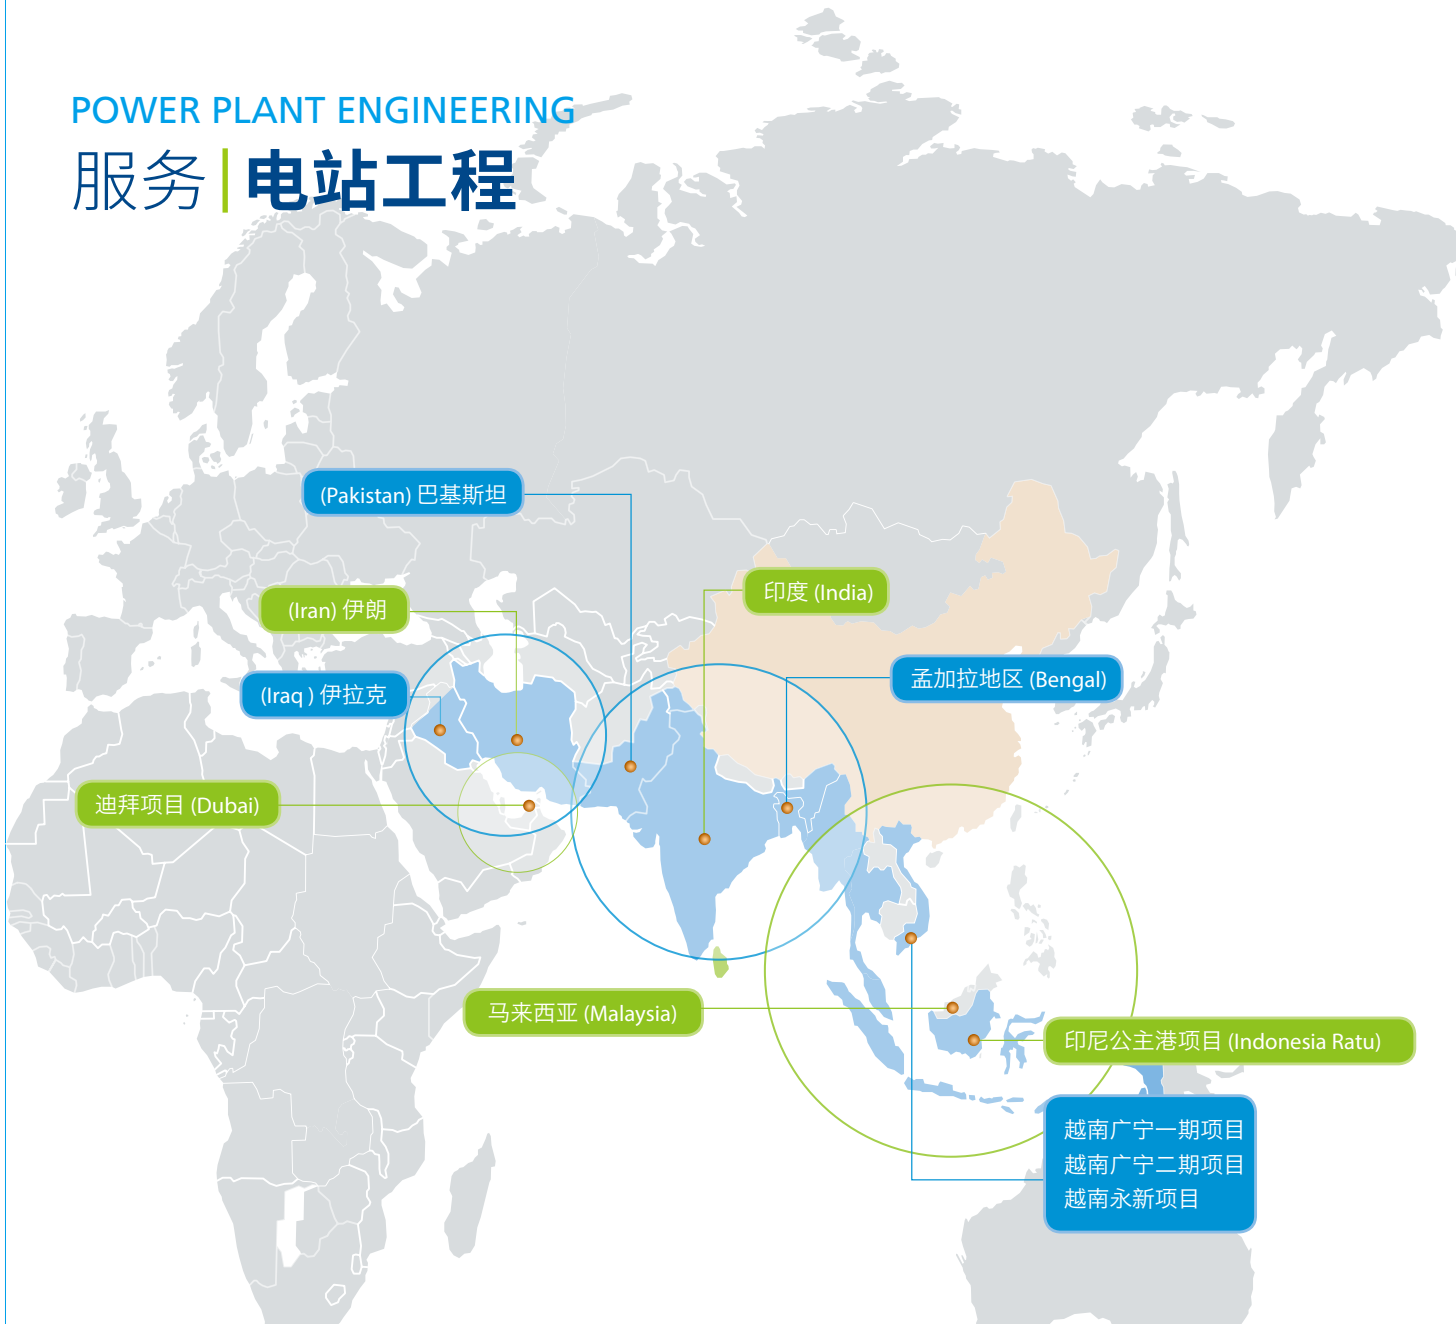 POWER PLANT ENGINEERING
服务|电站工程
(Pakistan) 巴基斯坦
印度 (India)
(Iran) 伊朗
孟加拉地区 (Bengal)
(Iraq ) 伊拉克
迪拜项目 (Dubai)
马来西亚 (Malaysia)
印尼公主港项目 (Indonesia Ratu)
越南广宁一期项目
越南广宁二期项目
越南永新项目